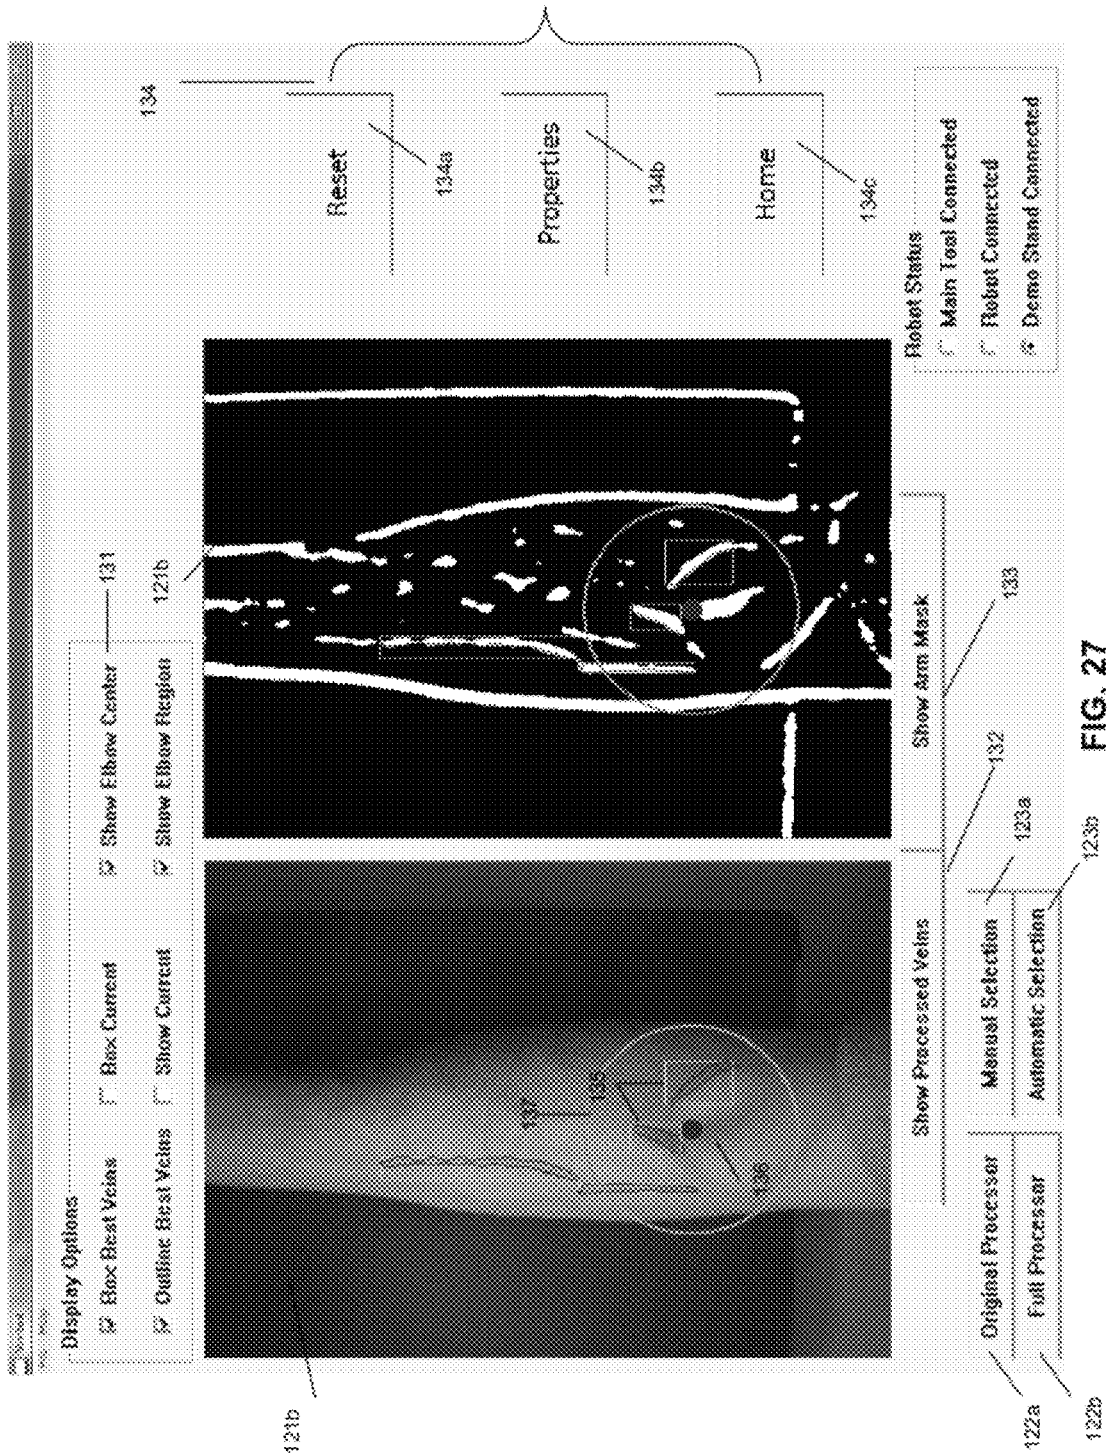 Display Options
Box Best Veins
Box Current
Show Elbow Center
131
Outline Best Veins
Show Current
Show Elbow Region
121b
121b
134
Reset
134a
Properties
134b
Home
134c
137
135
136
Show Processed Veins
Show Arm Mask
132
133
Robot Status
Main Tool Connected
Robot Connected
Demo Stand Connected
Original Processor
Manual Selection
Full Processor
Automatic Selection
122a
122b
123a
123b
FIG. 27